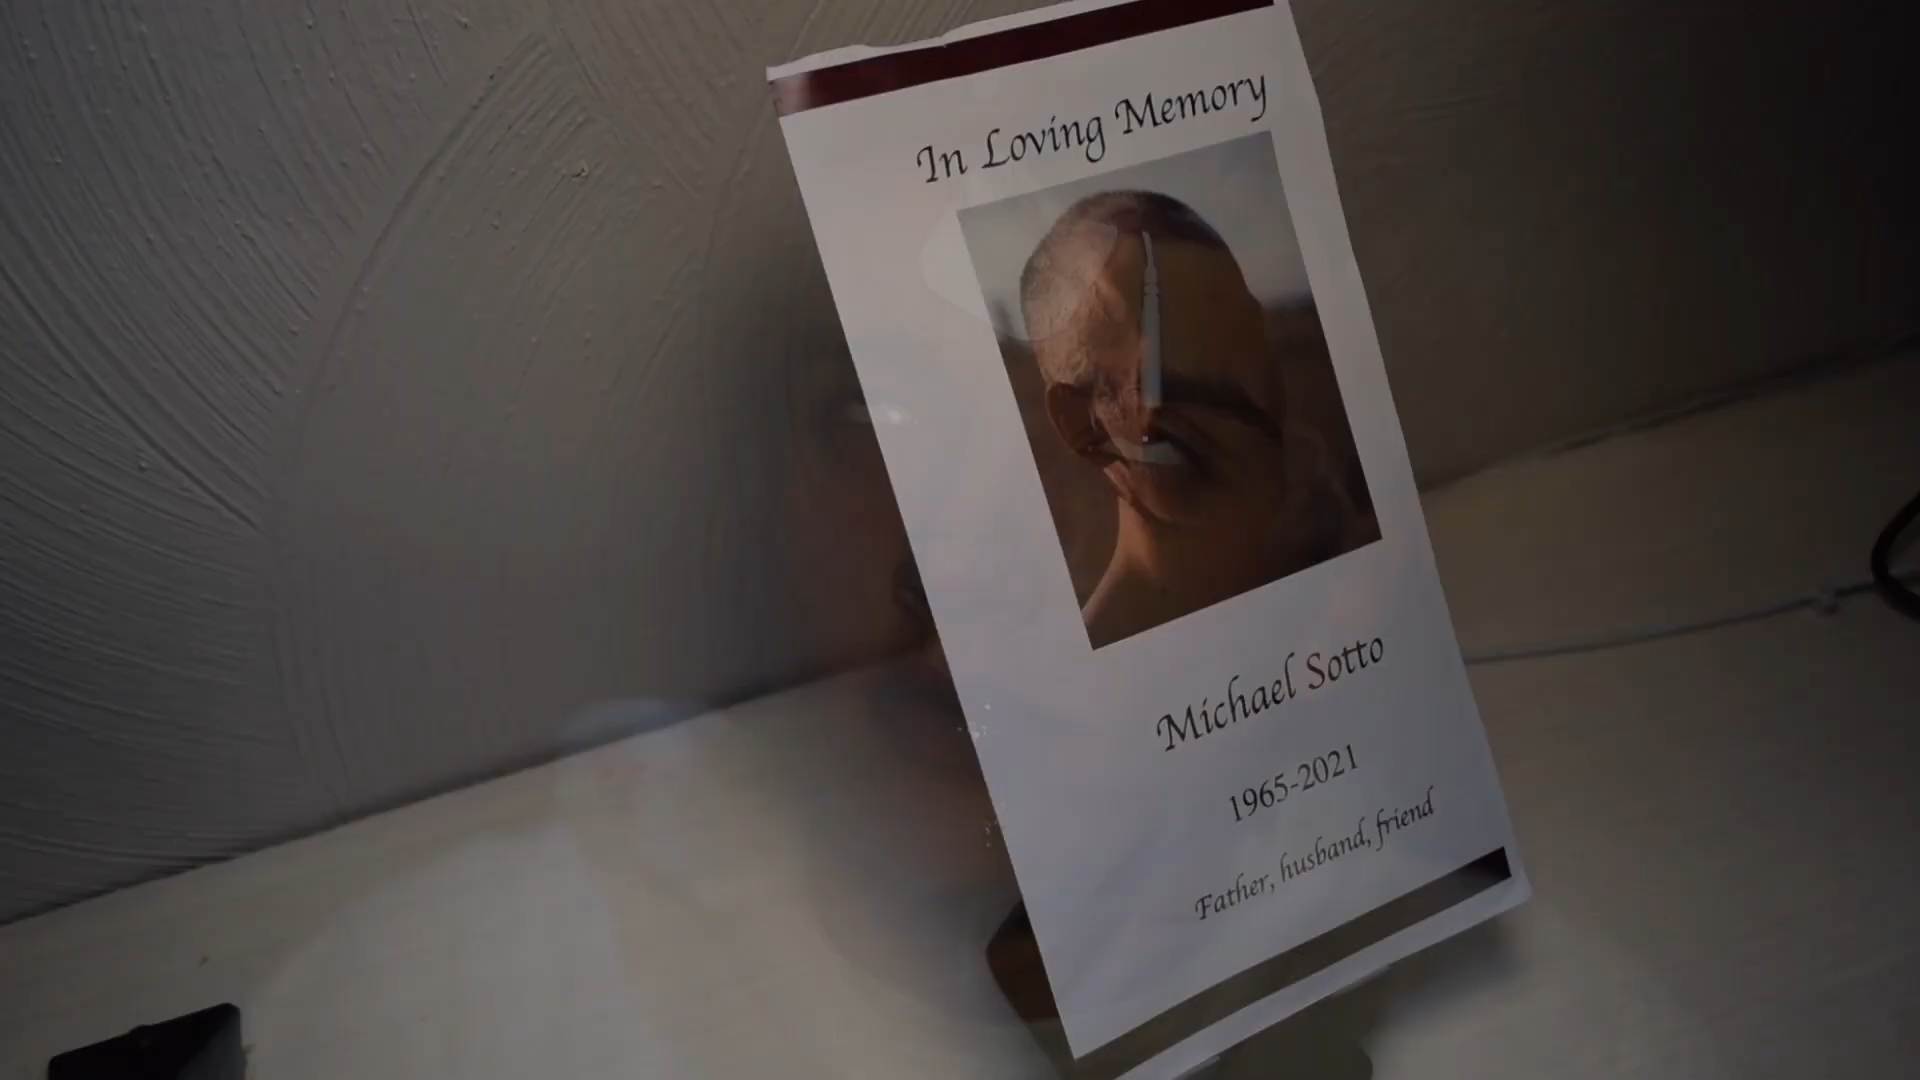 In Loving Memory
Michael Sotto
1965-2021
Father, husband, friend